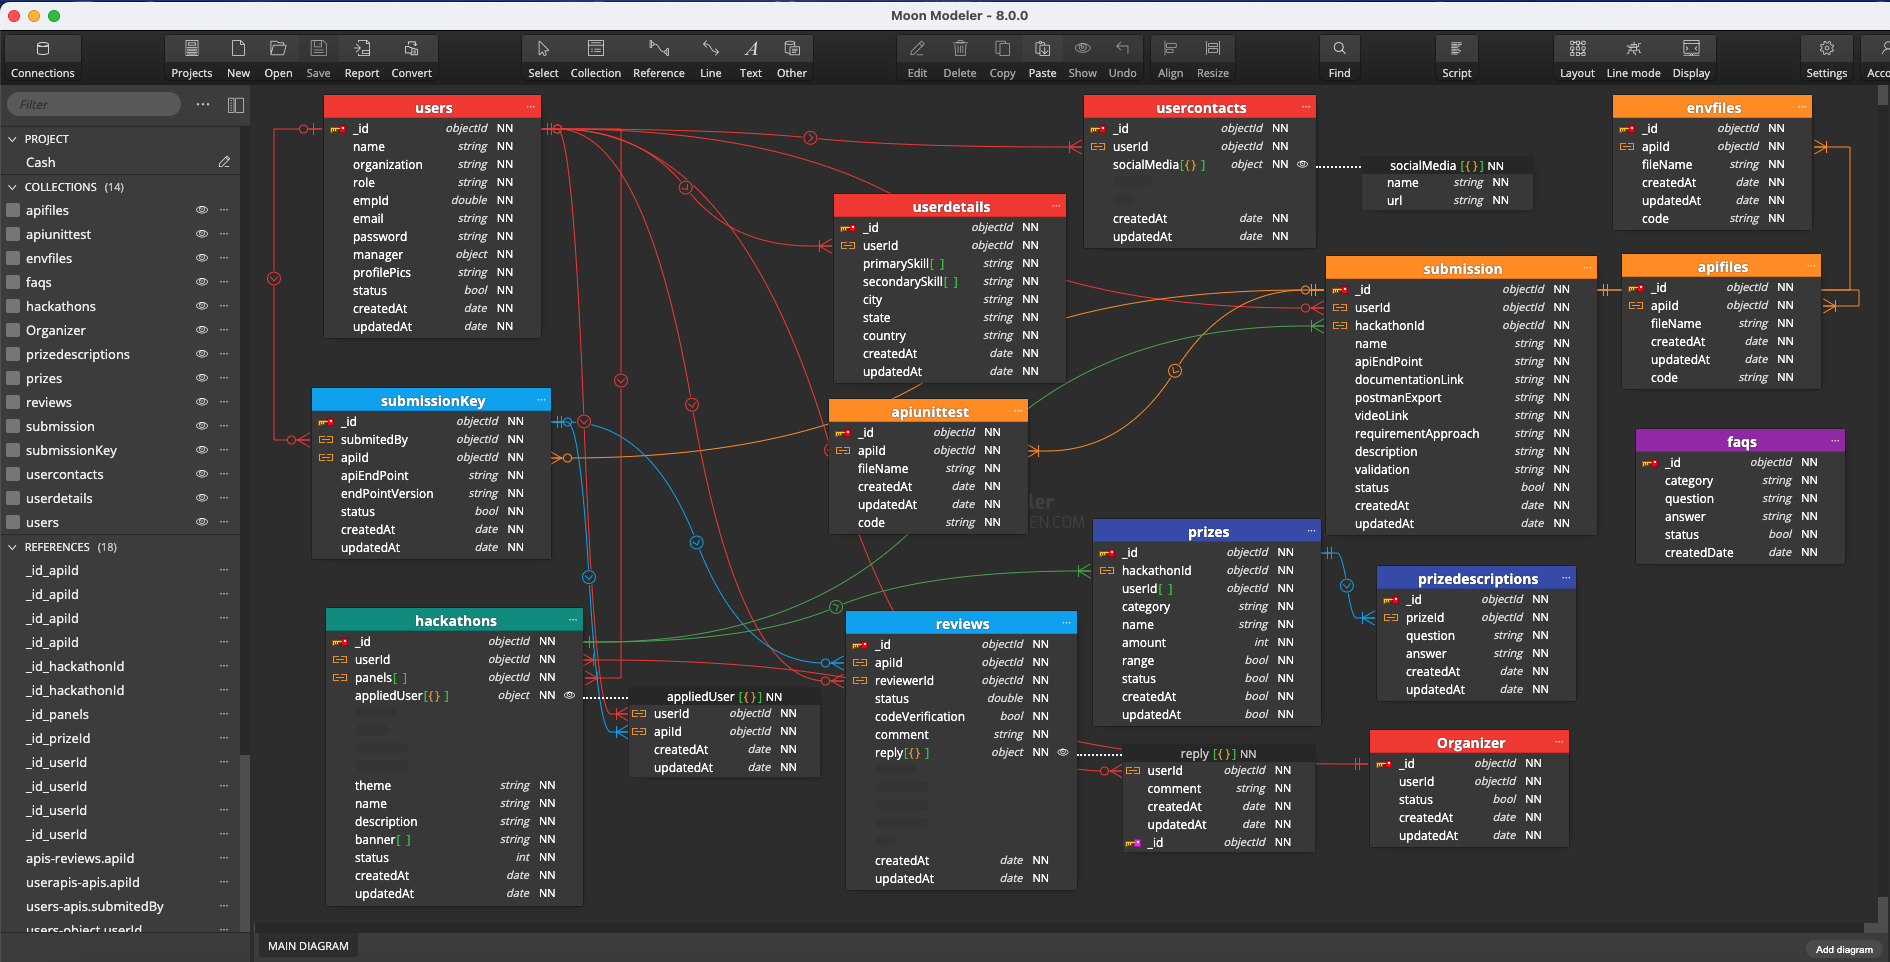 Moon Modeler - 8.0.0
Connections Projects New Open Save Report Convert Select Collection Reference Line Text Other Edit Delete Copy Paste Show Undo Align Resize Find Script Layout Line mode Display Settings Acco
Filter
PROJECT
Cash
COLLECTIONS (14)
apifiles
apiunittest
envfiles
faqs
hackathons
Organizer
prizedescriptions
prizes
reviews
submission
submissionKey
usercontacts
userdetails
users
REFERENCES (18)
_id_apiId
_id_apiId
_id_apiId
_id_apiId
_id_hackathonId
_id_hackathonId
_id_panels
_id_prizeId
_id_userId
_id_userId
_id_userId
_id_userId
apis-reviews.apiId
userapis-apis.apiId
users-apis.submitedBy
users-object.userId
users
_id objectId NN
name string NN
organization string NN
role string NN
empId double NN
email string NN
password string NN
manager object NN
profilePics string NN
status bool NN
createdAt date NN
updatedAt date NN
submissionKey
_id objectId NN
submitedBy objectId NN
apiId objectId NN
apiEndPoint string NN
endPointVersion string NN
status bool NN
createdAt date NN
updatedAt date NN
hackathons
_id objectId NN
userId objectId NN
panels[ ] objectId NN
appliedUser[{} ] object NN
theme string NN
name string NN
description string NN
banner[ ] string NN
status int NN
createdAt date NN
updatedAt date NN
appliedUser [{}] NN
userId objectId NN
apiId objectId NN
createdAt date NN
updatedAt date NN
userdetails
_id objectId NN
userId objectId NN
primarySkill[ ] string NN
secondarySkill[ ] string NN
city string NN
state string NN
country string NN
createdAt date NN
updatedAt date NN
apiunittest
_id objectId NN
apiId objectId NN
fileName string NN
createdAt date NN
updatedAt date NN
code string NN
ler
EN.COM
reviews
_id objectId NN
apiId objectId NN
reviewerId objectId NN
status double NN
codeVerification bool NN
comment string NN
reply[{} ] object NN
createdAt date NN
updatedAt date NN
usercontacts
_id objectId NN
userId objectId NN
socialMedia[{} ] object NN
createdAt date NN
updatedAt date NN
socialMedia [{}] NN
name string NN
url string NN
submission
_id objectId NN
userId objectId NN
hackathonId objectId NN
name string NN
apiEndPoint string NN
documentationLink string NN
postmanExport string NN
videoLink string NN
requirementApproach string NN
description string NN
validation string NN
status bool NN
createdAt date NN
updatedAt date NN
prizes
_id objectId NN
hackathonId objectId NN
userId[ ] objectId NN
category string NN
name string NN
amount int NN
range bool NN
status bool NN
createdAt bool NN
updatedAt bool NN
reply [{}] NN
userId objectId NN
comment string NN
createdAt date NN
updatedAt date NN
_id objectId NN
prizedescriptions
_id objectId NN
prizeId objectId NN
question string NN
answer string NN
createdAt date NN
updatedAt date NN
Organizer
_id objectId NN
userId objectId NN
status bool NN
createdAt date NN
updatedAt date NN
envfiles
_id objectId NN
apiId objectId NN
fileName string NN
createdAt date NN
updatedAt date NN
code string NN
apifiles
_id objectId NN
apiId objectId NN
fileName string NN
createdAt date NN
updatedAt date NN
code string NN
faqs
_id objectId NN
category string NN
question string NN
answer string NN
status bool NN
createdDate date NN
MAIN DIAGRAM
Add diagram